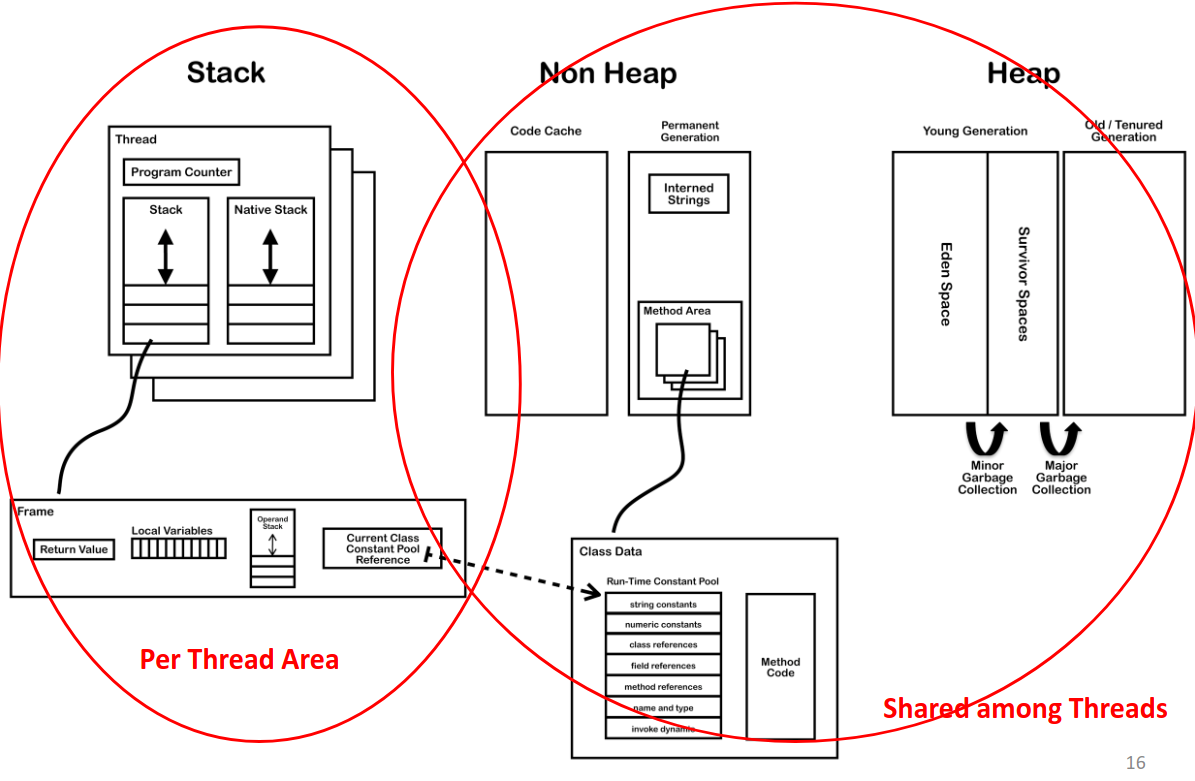 Stack
Non Heap
Heap
Thread
Program Counter
Stack
Native Stack
Code Cache
Permanent
Generation
Interned
Strings
Method Area
Young Generation
Old / Tenured
Generation
Eden Space
Survivor Spaces
Minor
Garbage
Collection
Major
Garbage
Collection
Frame
Return Value
Local Variables
Operand
Stack
Current Class
Constant Pool
Reference
Class Data
Run-Time Constant Pool
string constants
numeric constants
class references
field references
method references
name and type
invoke dynamic
Method
Code
Per Thread Area
Shared among Threads
16